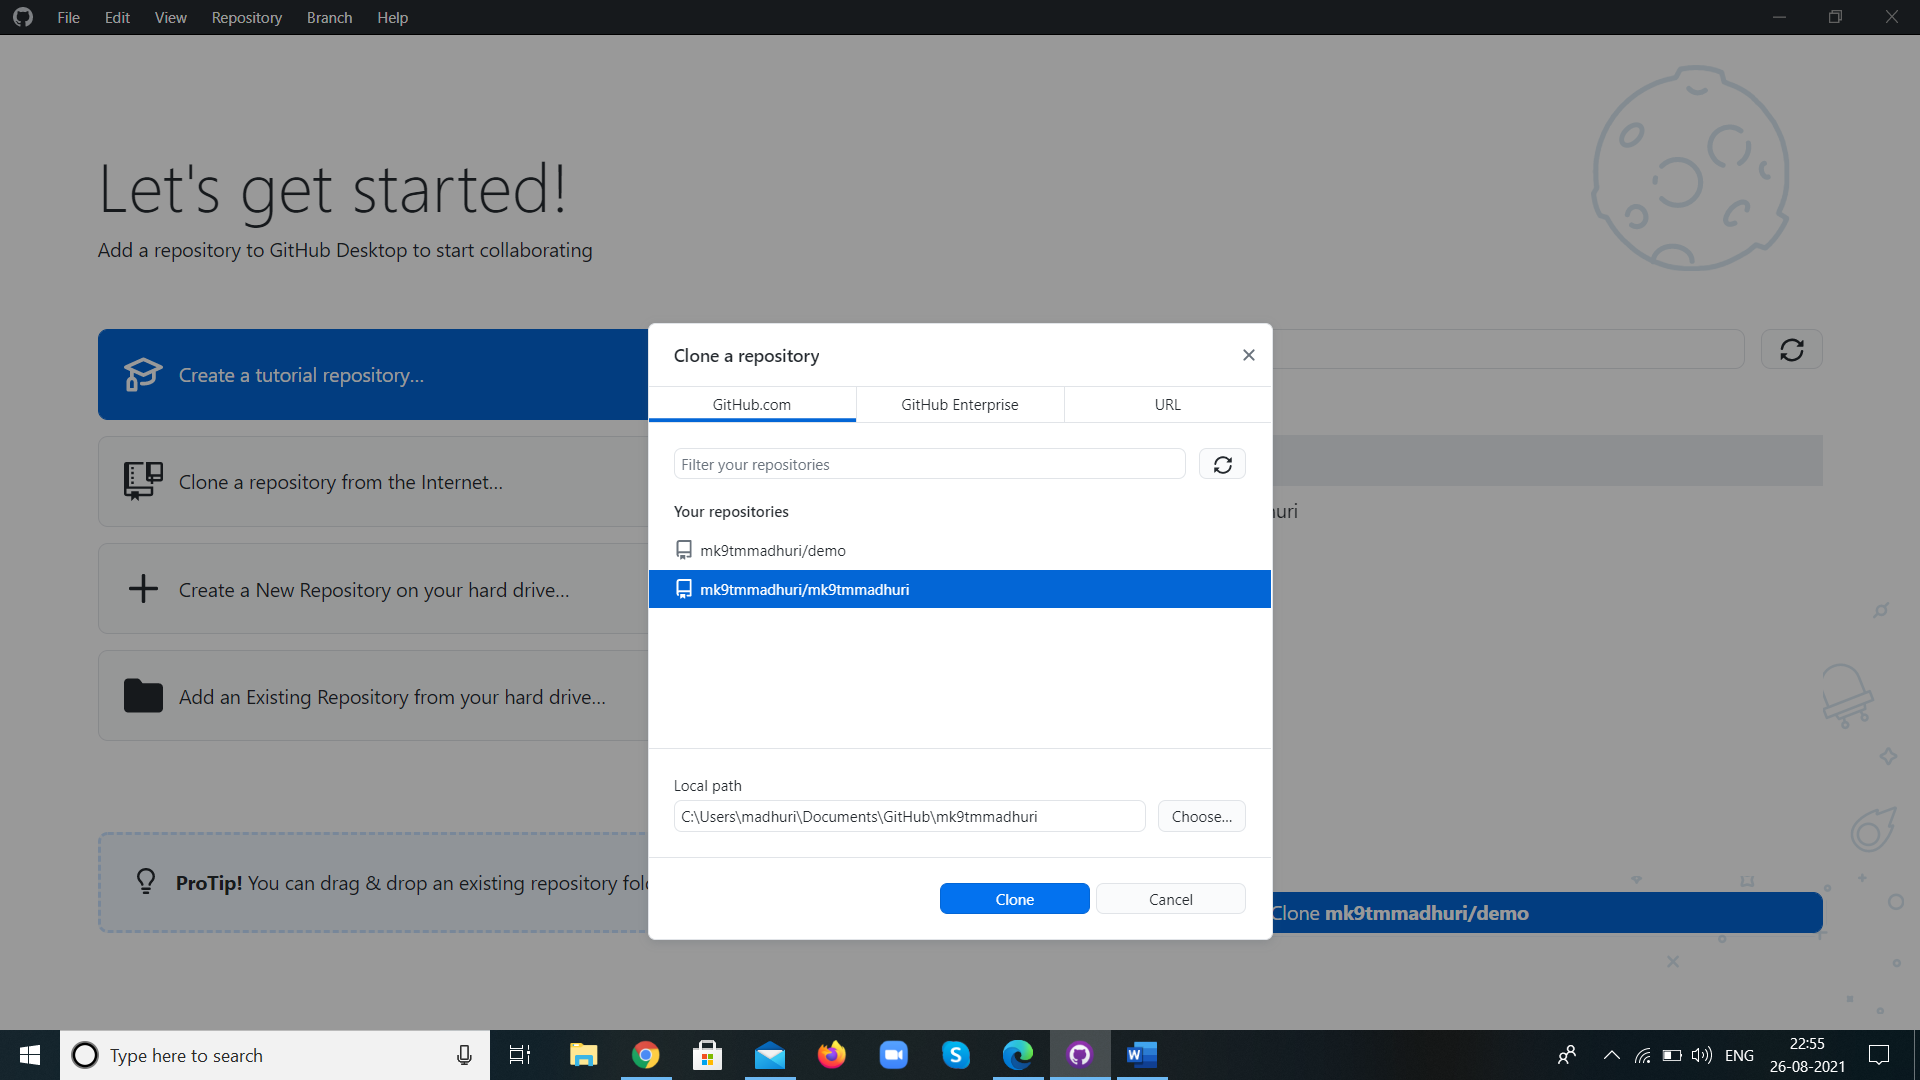 File Edit View Repository Branch Help
Let's get started!
Add a repository to GitHub Desktop to start collaborating
Create a tutorial repository...
Clone a repository from the Internet...
Create a New Repository on your hard drive...
Add an Existing Repository from your hard drive...
ProTip! You can drag & drop an existing repository
Clone a repository
GitHub.com GitHub Enterprise URL
Filter your repositories
Your repositories
mk9tmmadhuri/demo
mk9tmmadhuri/mk9tmmadhuri
Local path
C:\Users\madhuri\Documents\GitHub\mk9tmmadhuri
Choose...
Clone Cancel
Clone mk9tmmadhuri/demo
Type here to search
ENG
22:55
26-08-2021